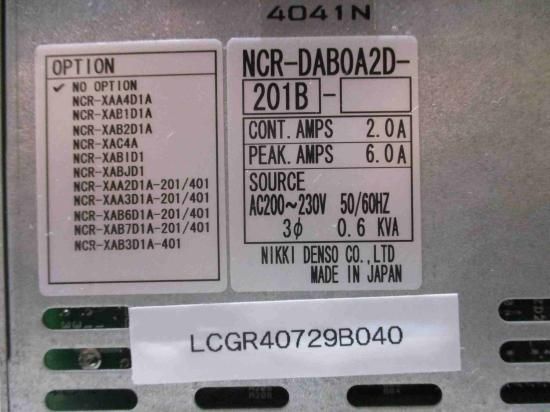 4041N
OPTION
✓ NO OPTION
NCR-XAA4D1A
NCR-XAB1D1A
NCR-XAB2D1A
NCR-XAC4A
NCR-XABID1
NCR-XABJD1
NCR-XAA2D1A-201/401
NCR-XAA3D1A-201/401
NCR-XAB6D1A-201/401
NCR-XAB7D1A-201/401
NCR-XAB3D1A-401
NCR-DAB0A2D-
201B-
CONT. AMPS 2.0A
PEAK. AMPS 6.0A
SOURCE
AC200~230V 50/60HZ
3φ 0.6 KVA
NIKKI DENSO CO., LTD
MADE IN JAPAN
LCGR40729B040